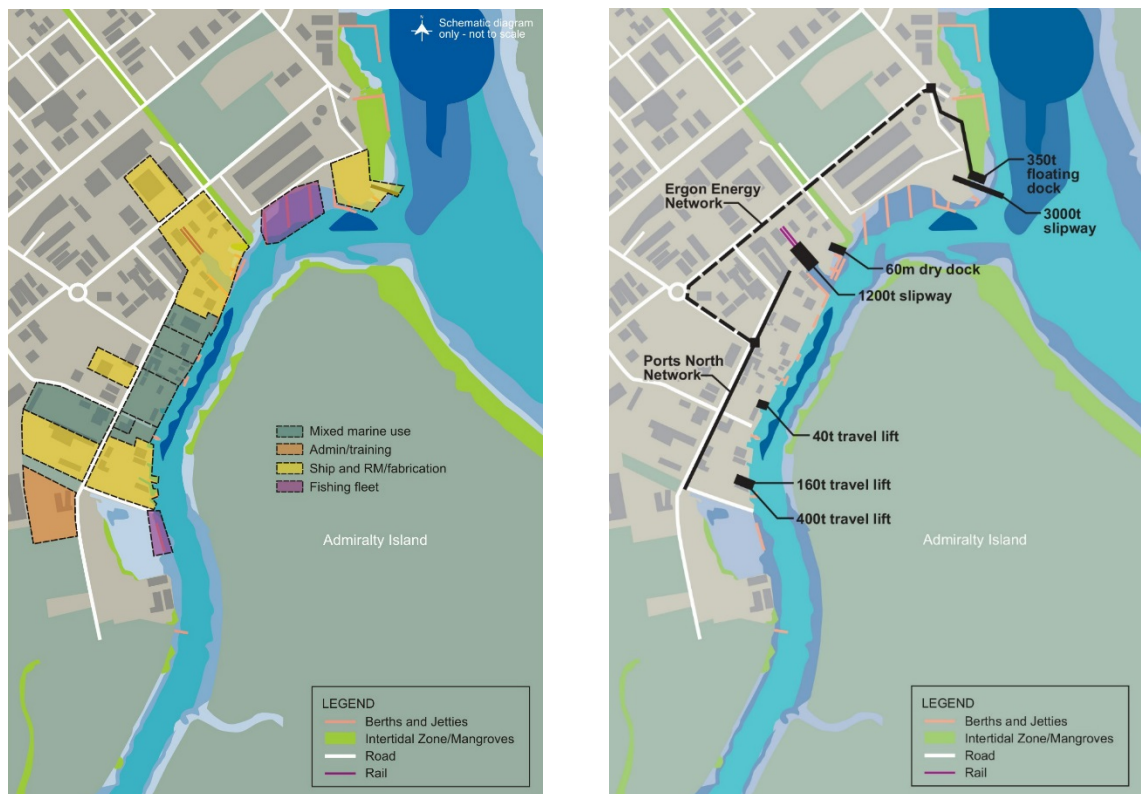 Schematic diagram
only - not to scale
Mixed marine use
Admin/training
Ship and RM/fabrication
Fishing fleet
Admiralty Island
LEGEND
Berths and Jetties
Intertidal Zone/Mangroves
Road
Rail
350t
floating
dock
3000t
slipway
Ergon Energy
Network
60m dry dock
1200t slipway
Ports North
Network
40t travel lift
160t travel lift
400t travel lift
Admiralty Island
LEGEND
Berths and Jetties
Intertidal Zone/Mangroves
Road
Rail